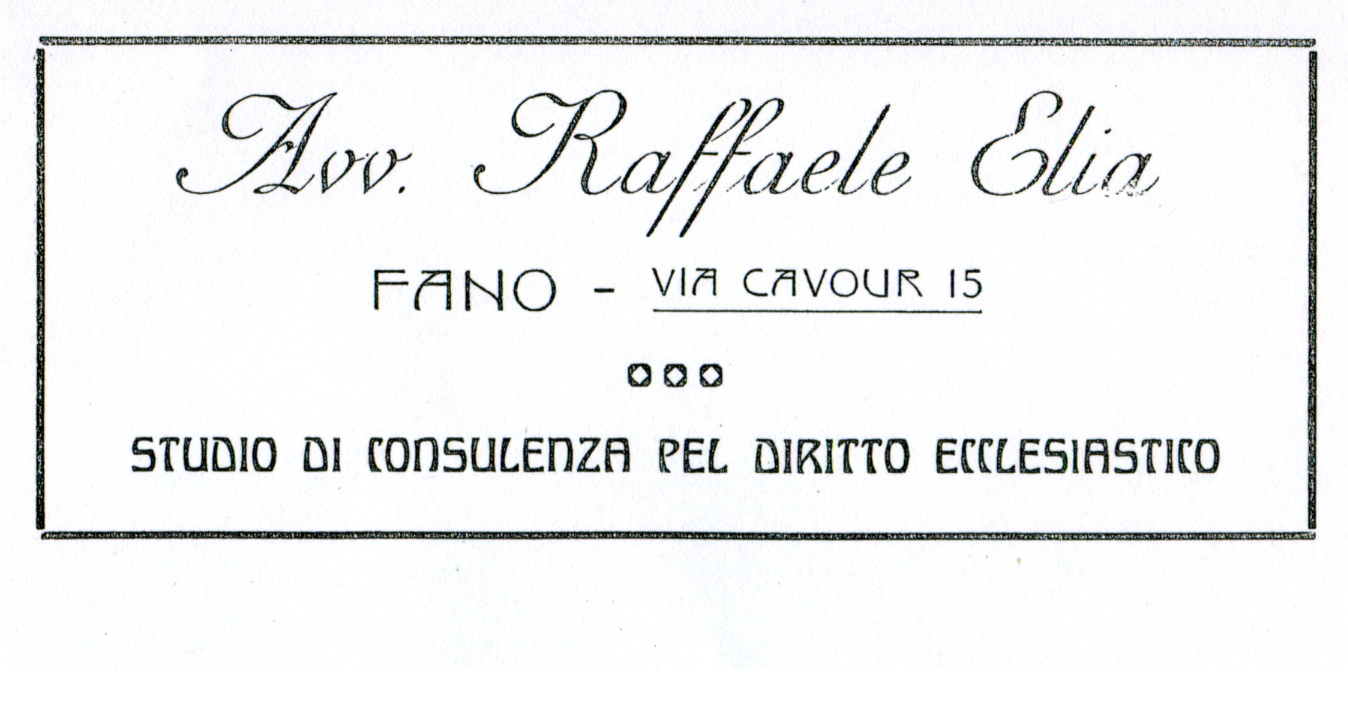 Avv. Raffaele Elia
FANO - VIA CAVOUR 15
STUDIO DI CONSULENZA PEL DIRITTO ECCLESIASTICO